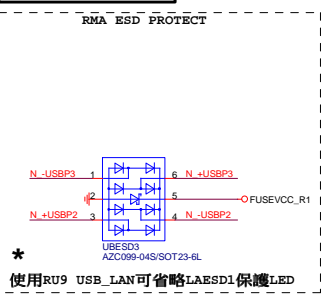 RMA ESD PROTECT
N_-USBP3 1 6 N_+USBP3
2 5 FUSEVCC_R1
N_+USBP2 3 4 N_-USBP2
UBESD3
AZC099-04S/SOT23-6L
*
使用RU9 USB_LAN可省略LAESD1保護LED